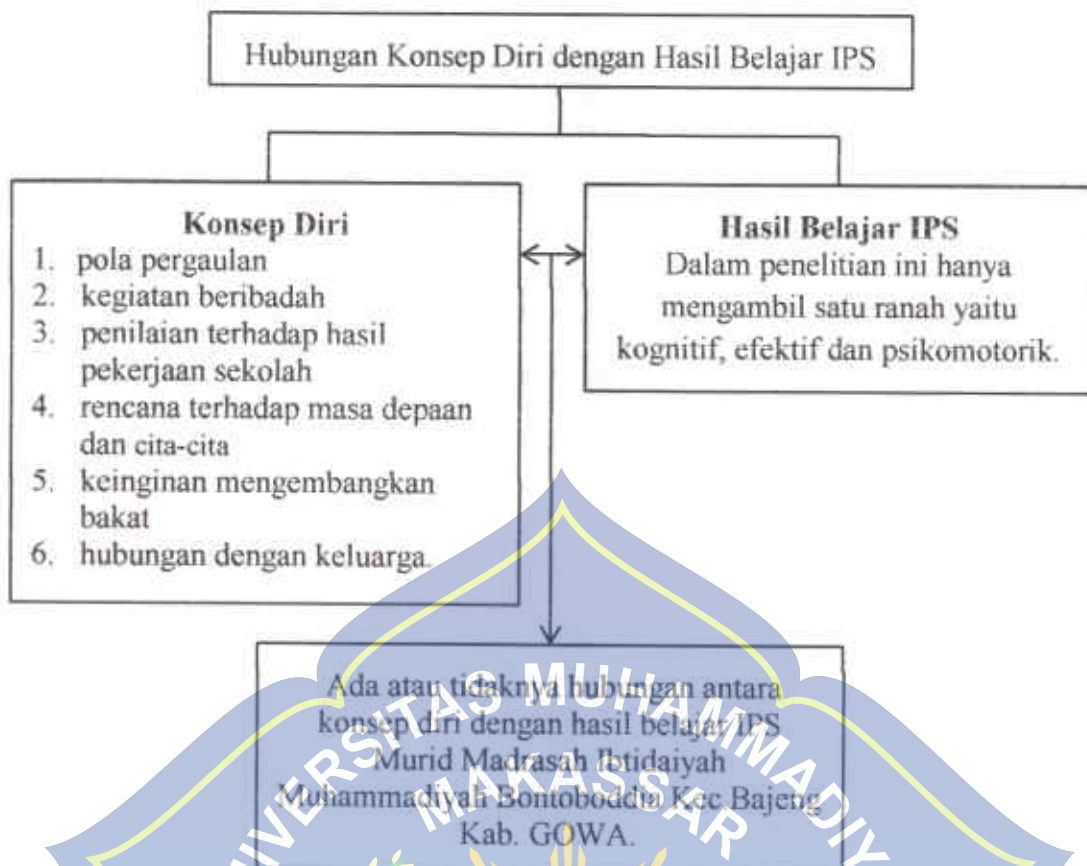 Hubungan Konsep Diri dengan Hasil Belajar IPS
Konsep Diri
1. pola pergaulan
2. kegiatan beribadah
3. penilaian terhadap hasil
pekerjaan sekolah
4. rencana terhadap masa depaan
dan cita-cita
5. keinginan mengembangkan
bakat
6. hubungan dengan keluarga.
Hasil Belajar IPS
Dalam penelitian ini hanya
mengambil satu ranah yaitu
kognitif, efektif dan psikomotorik.
Ada atau tidaknya hubungan antara
konsep diri dengan hasil belajar IPS
Murid Madrasah Ibtidaiyah
Muhammadiyah Bontoboddia Kec Bajeng
Kab. GOWA.
MUHAMMADIY
MAKASSAR